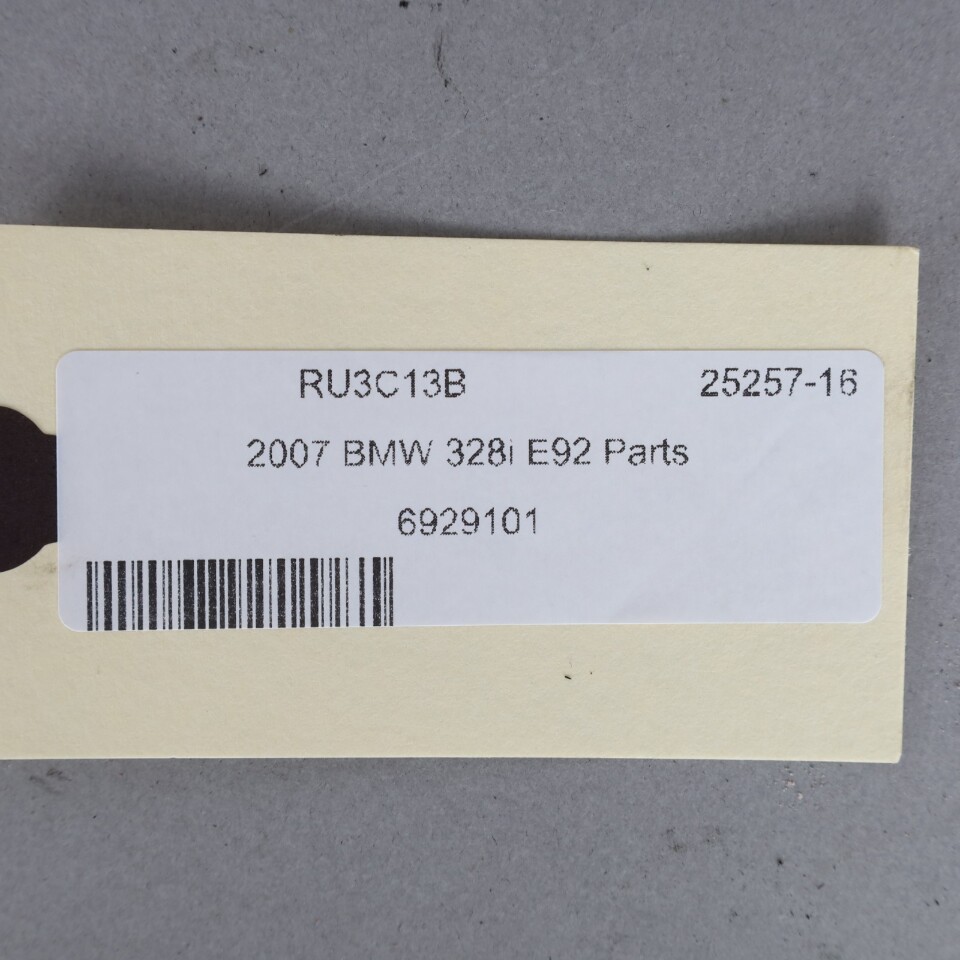 RU3C13B 25257-16
2007 BMW 328i E92 Parts
6929101